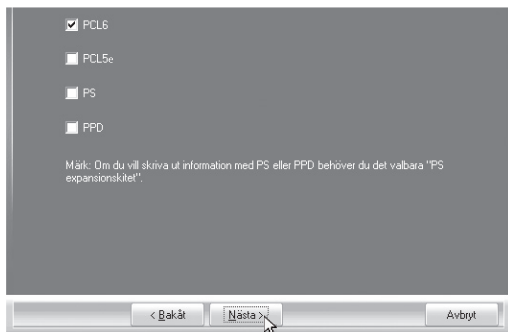 PCL6
PCL5e
PS
PPD
Märk: Om du vill skriva ut information med PS eller PPD behöver du det valbara "PS
expansionskitet".
< Bakåt Nästa > Avbryt